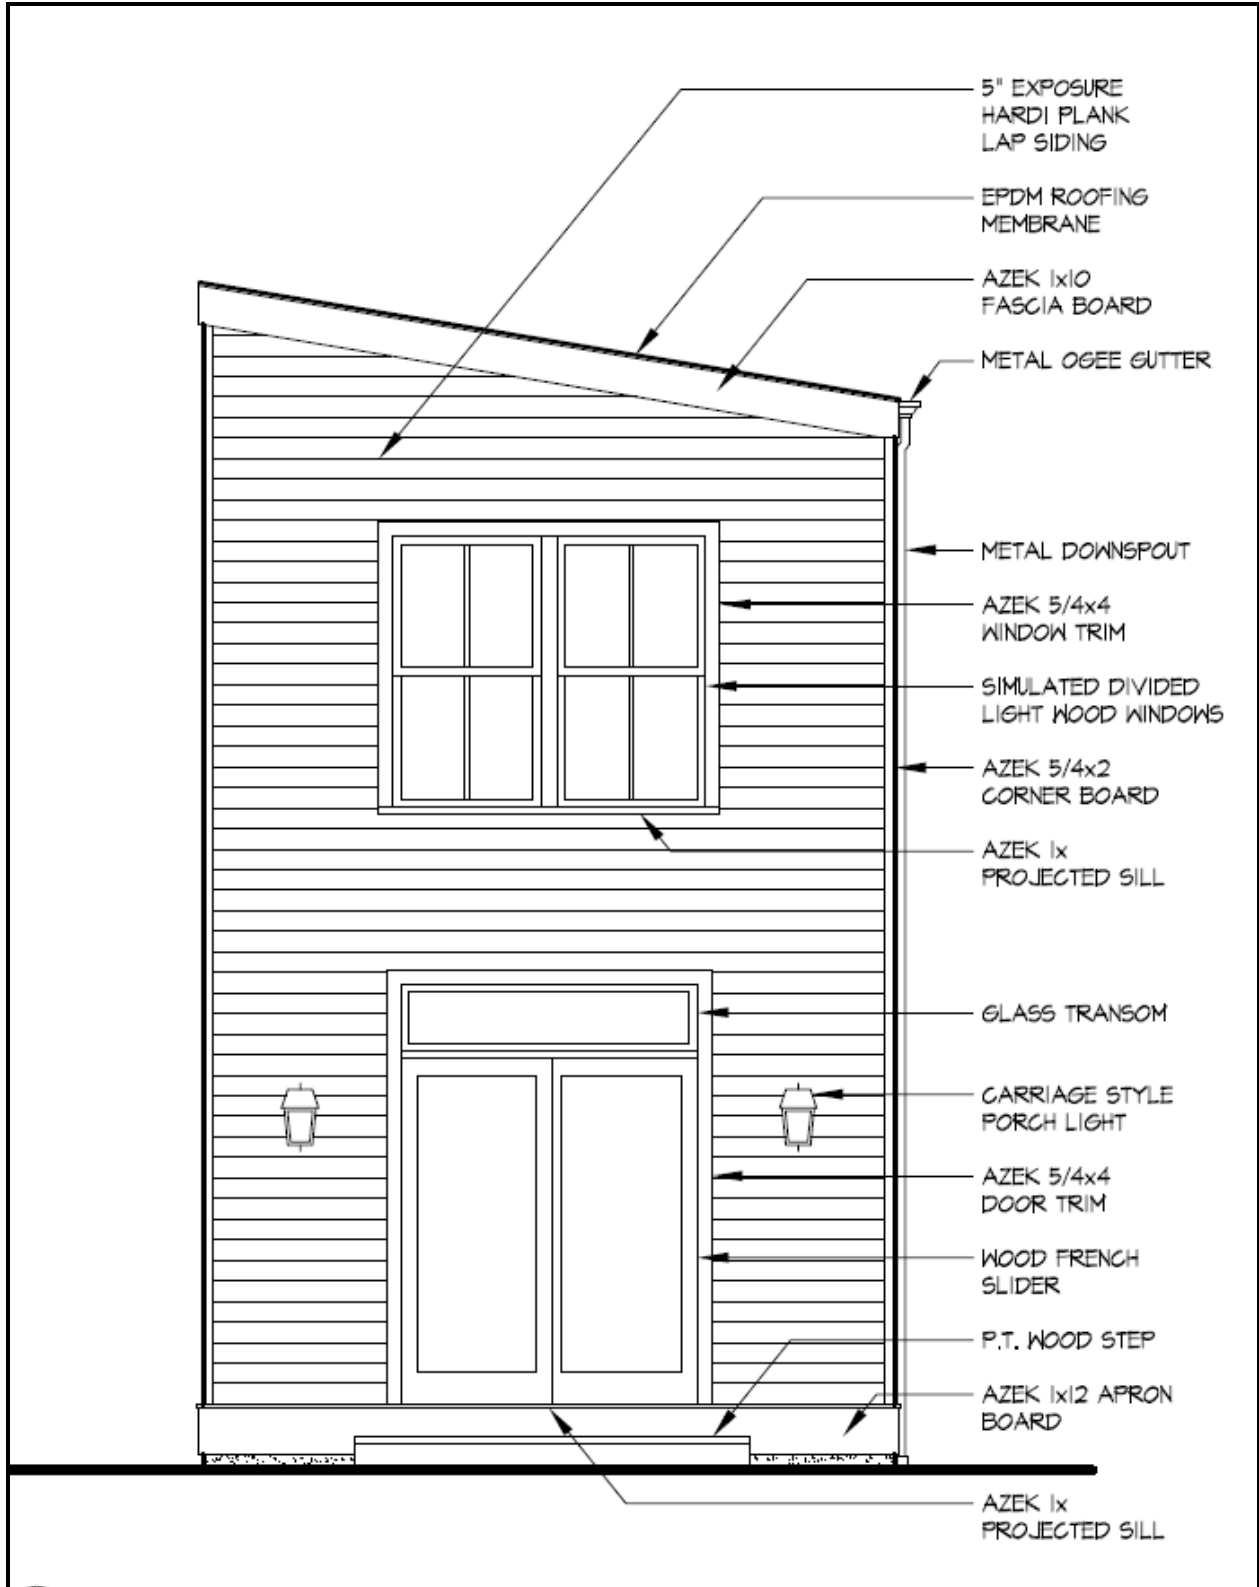 5" EXPOSURE
HARDI PLANK
LAP SIDING
EPDM ROOFING
MEMBRANE
AZEK 1x10
FASCIA BOARD
METAL OGEE GUTTER
METAL DOWNSPOUT
AZEK 5/4x4
WINDOW TRIM
SIMULATED DIVIDED
LIGHT WOOD WINDOWS
AZEK 5/4x2
CORNER BOARD
AZEK 1x
PROJECTED SILL
GLASS TRANSOM
CARRIAGE STYLE
PORCH LIGHT
AZEK 5/4x4
DOOR TRIM
WOOD FRENCH
SLIDER
P.T. WOOD STEP
AZEK 1x12 APRON
BOARD
AZEK 1x
PROJECTED SILL